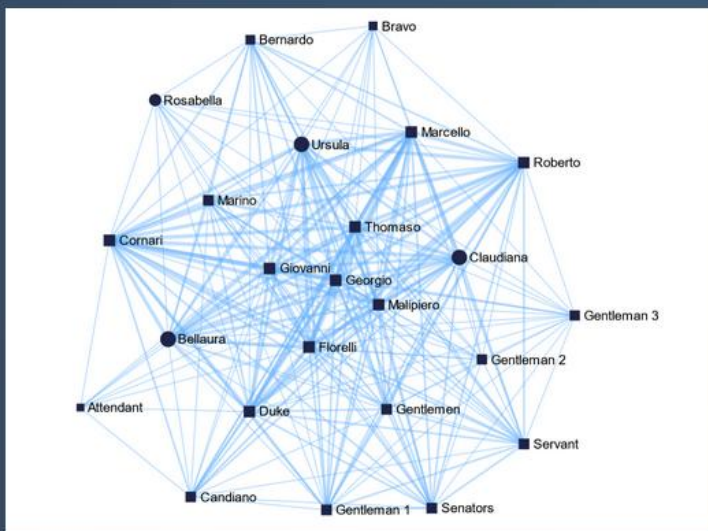 Bravo
Bernardo
Rosabella
Ursula
Marcello
Roberto
Marino
Thomaso
Cornari
Claudiana
Giovanni
Georgio
Malipiero
Gentleman 3
Bellaura
Florelli
Gentleman 2
Attendant
Duke
Gentlemen
Servant
Candiano
Gentleman 1
Senators